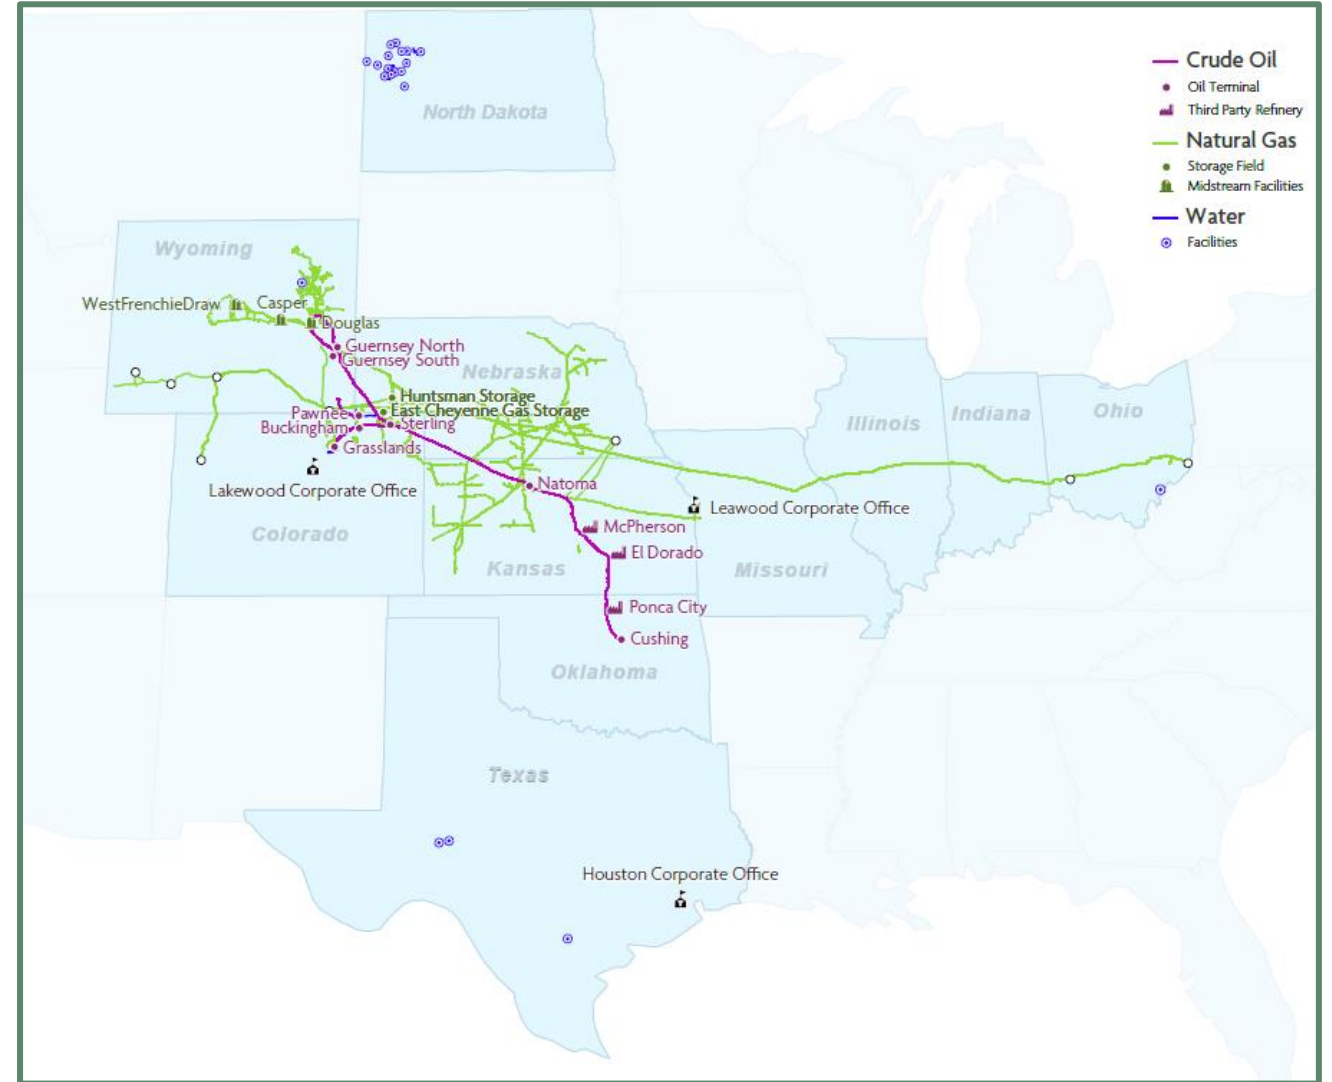 Crude Oil
Oil Terminal
Third Party Refinery
Natural Gas
Storage Field
Midstream Facilities
Water
Facilities
North Dakota
Wyoming
WestFrenchieDraw
Casper
Douglas
Guernsey North
Guernsey South
Nebraska
Huntsman Storage
East Cheyenne Gas Storage
Pawnee
Sterling
Buckingham
Grasslands
Lakewood Corporate Office
Colorado
Natoma
Leawood Corporate Office
McPherson
El Dorado
Kansas
Missouri
Illinois
Indiana
Ohio
Ponca City
Cushing
Oklahoma
Texas
Houston Corporate Office